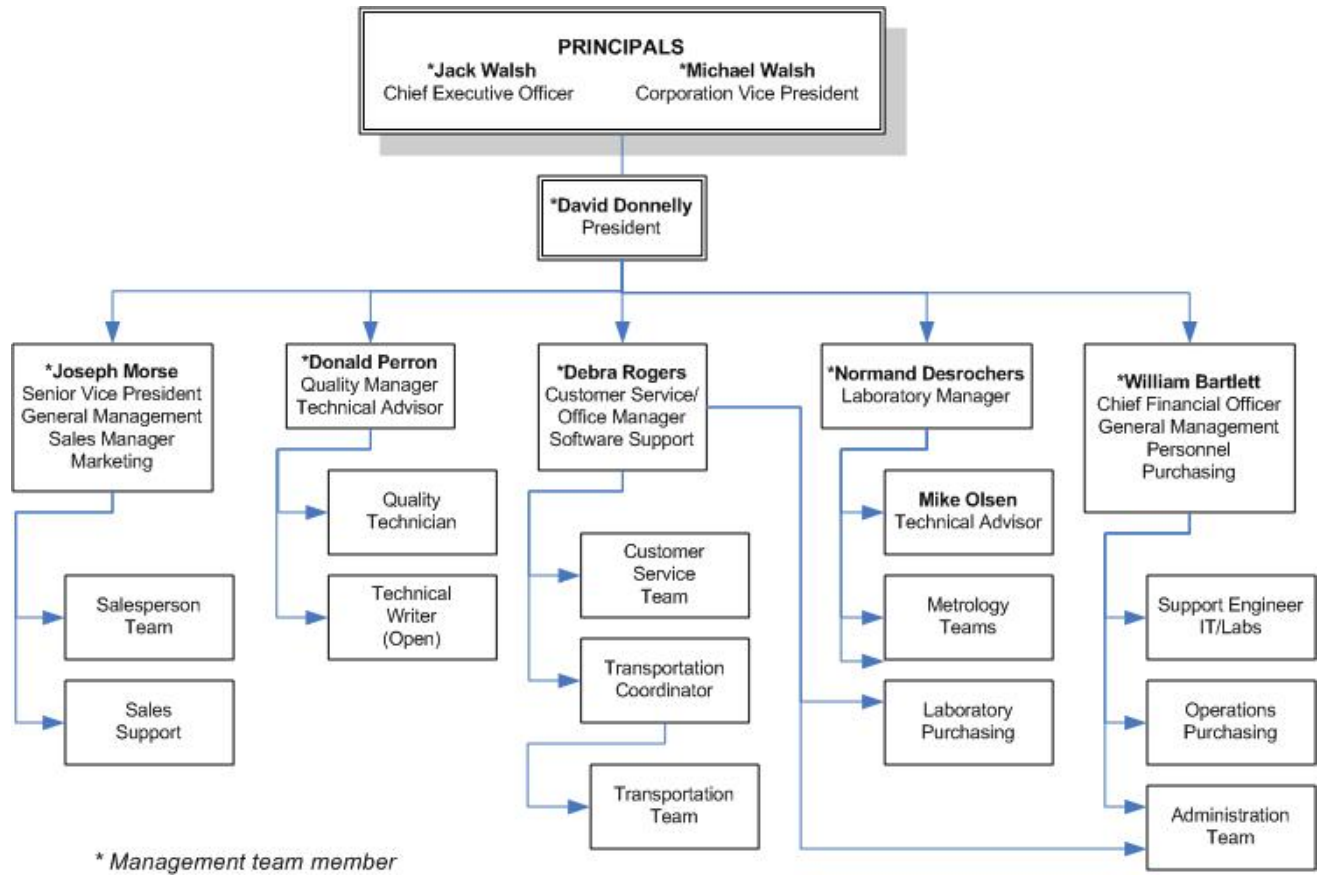 PRINCIPALS
*Jack Walsh
Chief Executive Officer
*Michael Walsh
Corporation Vice President
*David Donnelly
President
*Joseph Morse
Senior Vice President
General Management
Sales Manager
Marketing
*Donald Perron
Quality Manager
Technical Advisor
*Debra Rogers
Customer Service/
Office Manager
Software Support
*Normand Desrochers
Laboratory Manager
*William Bartlett
Chief Financial Officer
General Management
Personnel
Purchasing
Salesperson
Team
Sales
Support
Quality
Technician
Technical
Writer
(Open)
Customer
Service
Team
Transportation
Coordinator
Transportation
Team
Mike Olsen
Technical Advisor
Metrology
Teams
Laboratory
Purchasing
Support Engineer
IT/Labs
Operations
Purchasing
Administration
Team
* Management team member